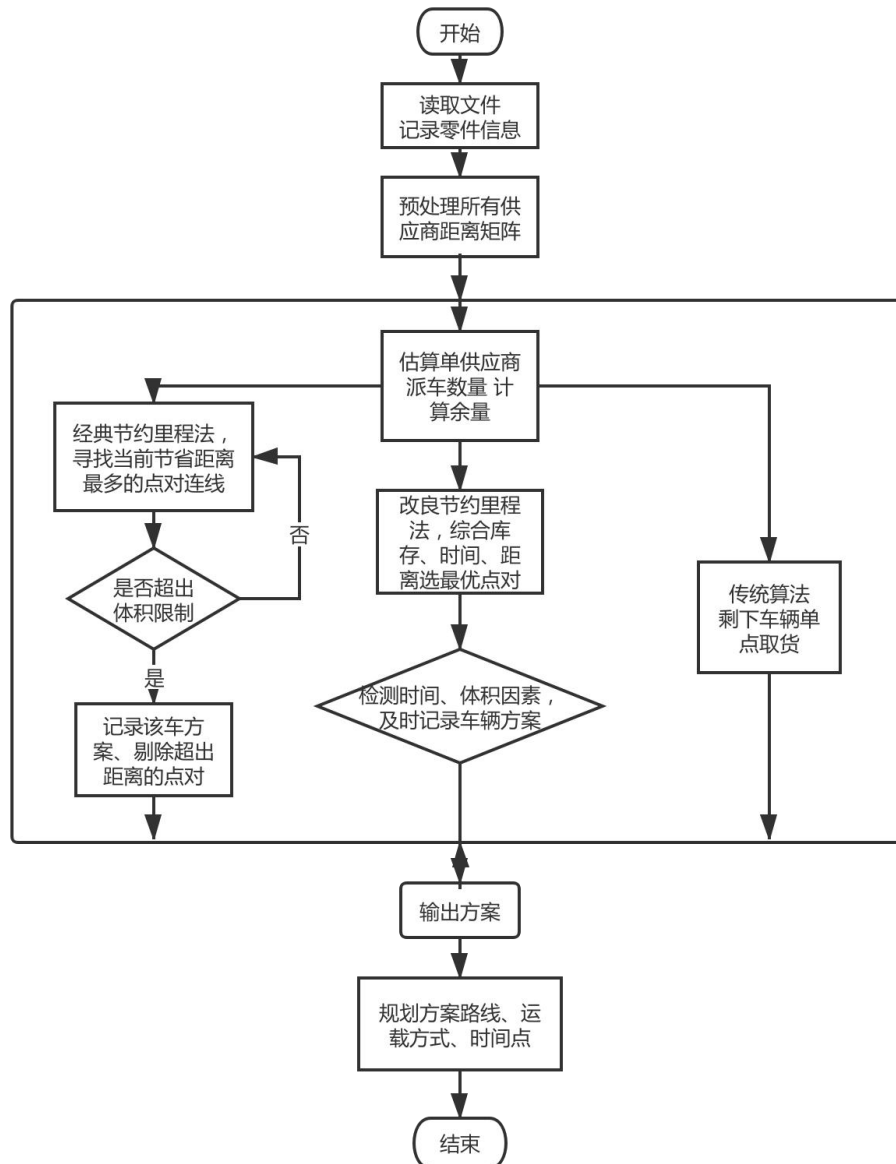 开始
读取文件
记录零件信息
预处理所有供
应商距离矩阵
估算单供应商
派车数量 计
算余量
经典节约里程法，
寻找当前节省距离
最多的点对连线
否
是否超出
体积限制
是
记录该车方
案、剔除超出
距离的点对
改良节约里程
法，综合库
存、时间、距
离选最优点对
检测时间、体积因素，
及时记录车辆方案
传统算法
剩下车辆单
点取货
输出方案
规划方案路线、运
载方式、时间点
结束